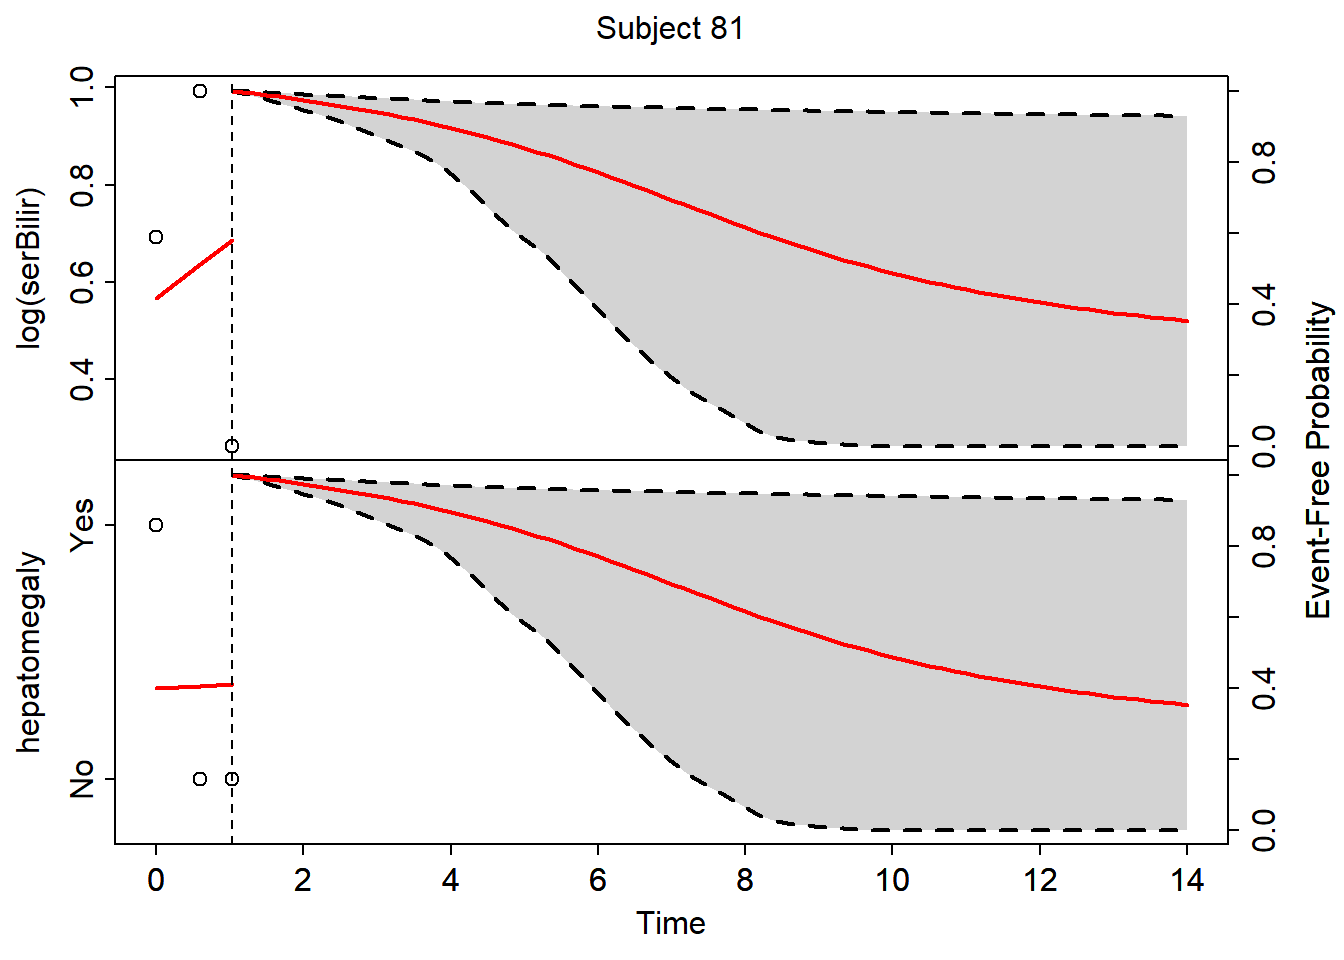 Subject 81
log(serBilir)
1.0
0.8
0.6
0.4
0.8
0.4
0.0
Event-Free Probability
hepatomegaly
Yes
No
0.8
0.4
0.0
0 2 4 6 8 10 12 14
Time